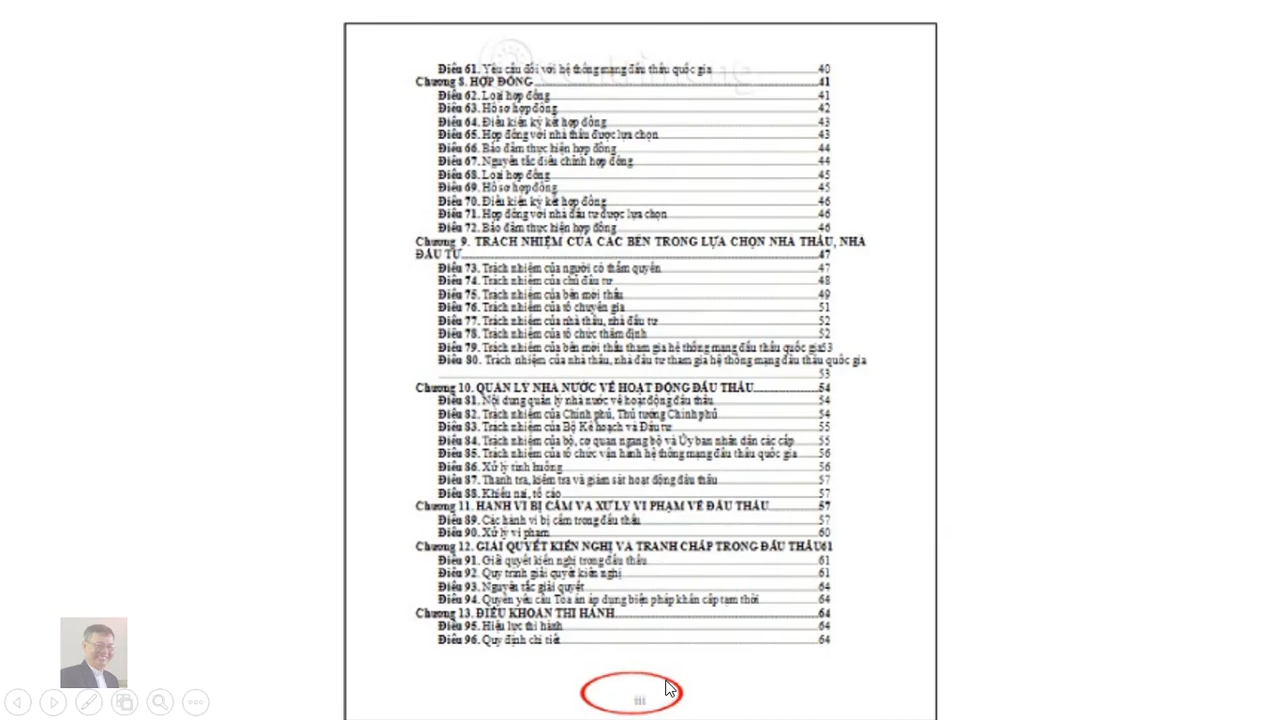 Điều 61. Yêu cầu đối với hệ thống mạng đấu thầu quốc gia 40
Chương 8. HỢP ĐỒNG 41
Điều 62. Loại hợp đồng 41
Điều 63. Hồ sơ hợp đồng 42
Điều 64. Điều kiện ký kết hợp đồng 43
Điều 65. Hợp đồng với nhà thầu được lựa chọn 43
Điều 66. Bảo đảm thực hiện hợp đồng 44
Điều 67. Nguyên tắc điều chỉnh hợp đồng 44
Điều 68. Loại hợp đồng 45
Điều 69. Hồ sơ hợp đồng 45
Điều 70. Điều kiện ký kết hợp đồng 46
Điều 71. Hợp đồng với nhà đầu tư được lựa chọn 46
Điều 72. Bảo đảm thực hiện hợp đồng 46
Chương 9. TRÁCH NHIỆM CỦA CÁC BÊN TRONG LỰA CHỌN NHÀ THẦU, NHÀ
ĐẦU TƯ 47
Điều 73. Trách nhiệm của người có thẩm quyền 47
Điều 74. Trách nhiệm của chủ đầu tư 48
Điều 75. Trách nhiệm của bên mời thầu 49
Điều 76. Trách nhiệm của tổ chuyên gia 51
Điều 77. Trách nhiệm của nhà thầu, nhà đầu tư 52
Điều 78. Trách nhiệm của tổ chức thẩm định 52
Điều 79. Trách nhiệm của bên mời thầu tham gia hệ thống mạng đấu thầu quốc gia 53
Điều 80. Trách nhiệm của nhà thầu, nhà đầu tư tham gia hệ thống mạng đấu thầu quốc gia
53
Chương 10. QUẢN LÝ NHÀ NƯỚC VỀ HOẠT ĐỘNG ĐẤU THẦU 54
Điều 81. Nội dung quản lý nhà nước về hoạt động đấu thầu 54
Điều 82. Trách nhiệm của Chính phủ, Thủ tướng Chính phủ 54
Điều 83. Trách nhiệm của Bộ Kế hoạch và Đầu tư 55
Điều 84. Trách nhiệm của bộ, cơ quan ngang bộ và Ủy ban nhân dân các cấp 55
Điều 85. Trách nhiệm của tổ chức vận hành hệ thống mạng đấu thầu quốc gia 56
Điều 86. Xử lý tình huống 56
Điều 87. Thanh tra, kiểm tra và giám sát hoạt động đấu thầu 57
Điều 88. Khiếu nại, tố cáo 57
Chương 11. HÀNH VI BỊ CẤM VÀ XỬ LÝ VI PHẠM VỀ ĐẤU THẦU 57
Điều 89. Các hành vi bị cấm trong đấu thầu 57
Điều 90. Xử lý vi phạm 60
Chương 12. GIẢI QUYẾT KIẾN NGHỊ VÀ TRANH CHẤP TRONG ĐẤU THẦU 61
Điều 91. Giải quyết kiến nghị trong đấu thầu 61
Điều 92. Quy trình giải quyết kiến nghị 61
Điều 93. Nguyên tắc giải quyết 64
Điều 94. Quyền yêu cầu Toà án áp dụng biện pháp khẩn cấp tạm thời 64
Chương 13. ĐIỀU KHOẢN THI HÀNH 64
Điều 95. Hiệu lực thi hành 64
Điều 96. Quy định chi tiết 64
iii